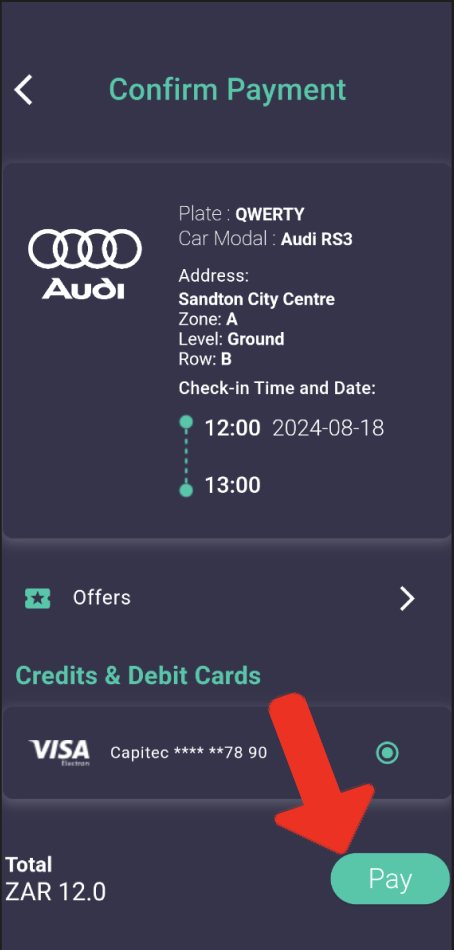 Confirm Payment
Plate : QWERTY
Car Modal : Audi RS3
Audi
Address:
Sandton City Centre
Zone: A
Level: Ground
Row: B
Check-in Time and Date:
12:00 2024-08-18
13:00
Offers
Credits & Debit Cards
VISA
Electron
Capitec **** **78 90
Total
ZAR 12.0
Pay